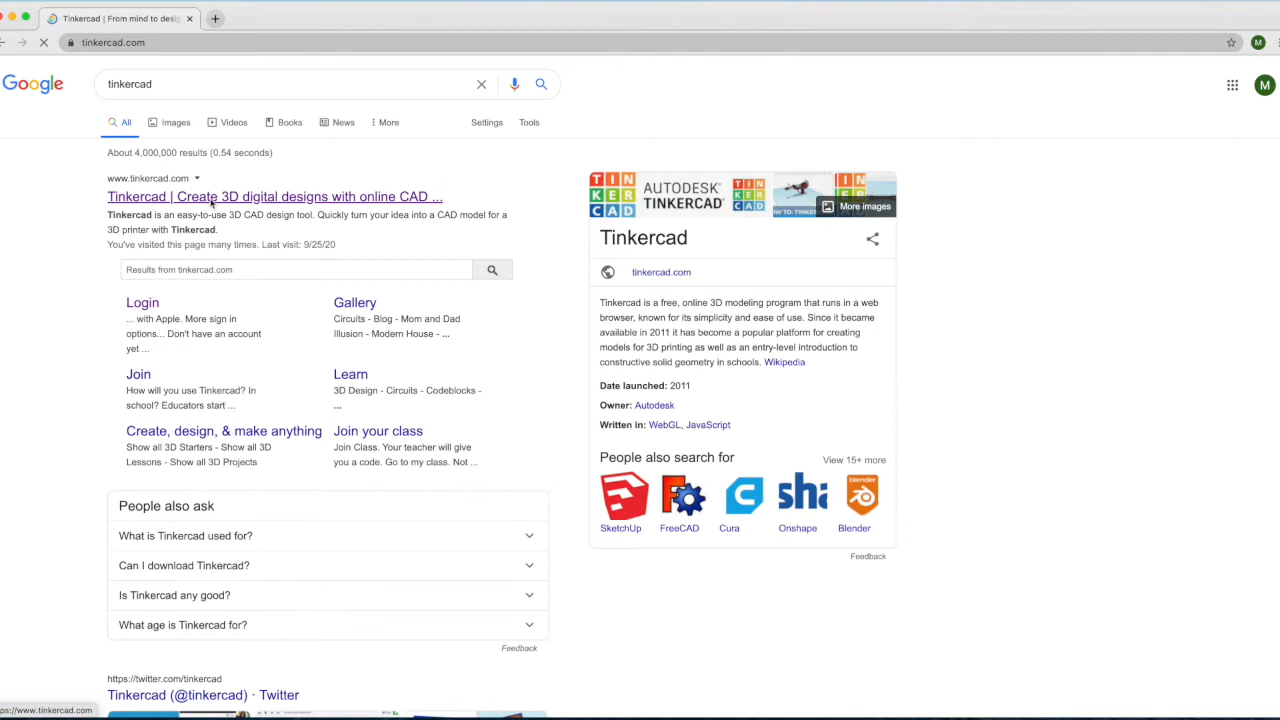 Tinkercad | From mind to desig
tinkercad.com
M
Google
tinkercad
M
All
Images
Videos
Books
News
More
Settings
Tools
About 4,000,000 results (0.54 seconds)
www.tinkercad.com
Tinkercad | Create 3D digital designs with online CAD ...
Tinkercad is an easy-to-use 3D CAD design tool. Quickly turn your idea into a CAD model for a
3D printer with Tinkercad.
You've visited this page many times. Last visit: 9/25/20
Results from tinkercad.com
Login
... with Apple. More sign in
options... Don't have an account
yet ...
Gallery
Circuits - Blog - Mom and Dad
Illusion - Modern House - ...
Join
How will you use Tinkercad? In
school? Educators start ...
Learn
3D Design - Circuits - Codeblocks -
...
Create, design, & make anything
Show all 3D Starters - Show all 3D
Lessons - Show all 3D Projects
Join your class
Join Class. Your teacher will give
you a code. Go to my class. Not ...
People also ask
What is Tinkercad used for?
Can I download Tinkercad?
Is Tinkercad any good?
What age is Tinkercad for?
Feedback
https://twitter.com/tinkercad
Tinkercad (@tinkercad) · Twitter
ps://www.tinkercad.com
TIN
KER
CAD
AUTODESK®
TINKERCAD™
TIN
KER
CAD
More images
Tinkercad
tinkercad.com
Tinkercad is a free, online 3D modeling program that runs in a web
browser, known for its simplicity and ease of use. Since it became
available in 2011 it has become a popular platform for creating
models for 3D printing as well as an entry-level introduction to
constructive solid geometry in schools. Wikipedia
Date launched: 2011
Owner: Autodesk
Written in: WebGL, JavaScript
People also search for
View 15+ more
sha
SketchUp
FreeCAD
Cura
Onshape
Blender
Feedback